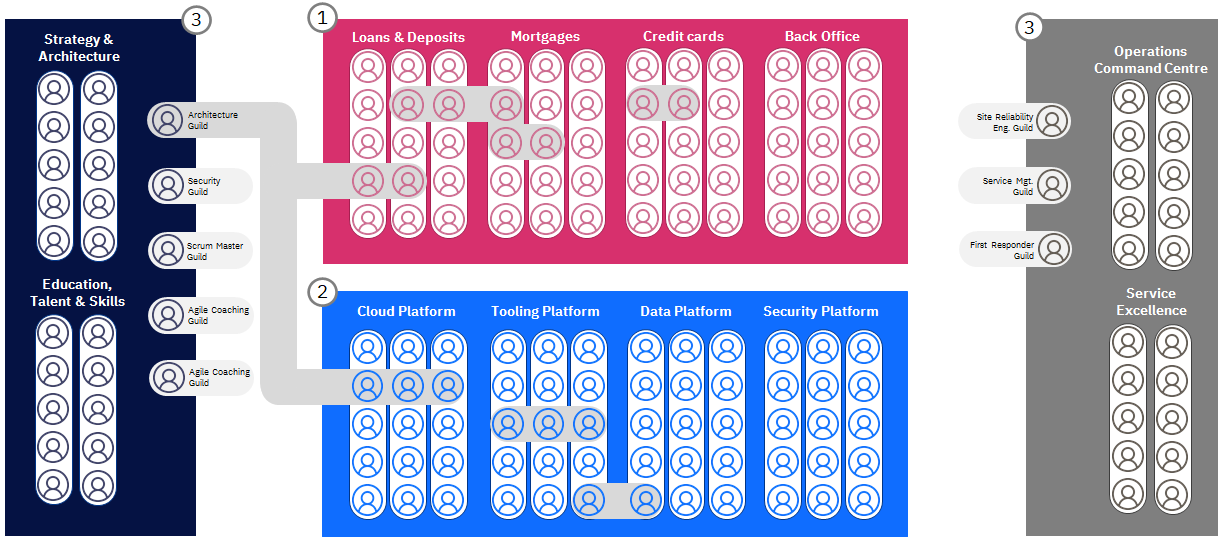 3
Strategy &
Architecture
Architecture
Guild
Security
Guild
Scrum Master
Guild
Agile Coaching
Guild
Agile Coaching
Guild
Education,
Talent & Skills
1
Loans & Deposits
Mortgages
Credit cards
Back Office
2
Cloud Platform
Tooling Platform
Data Platform
Security Platform
3
Operations
Command Centre
Site Reliability
Eng. Guild
Service Mgt.
Guild
First Responder
Guild
Service
Excellence